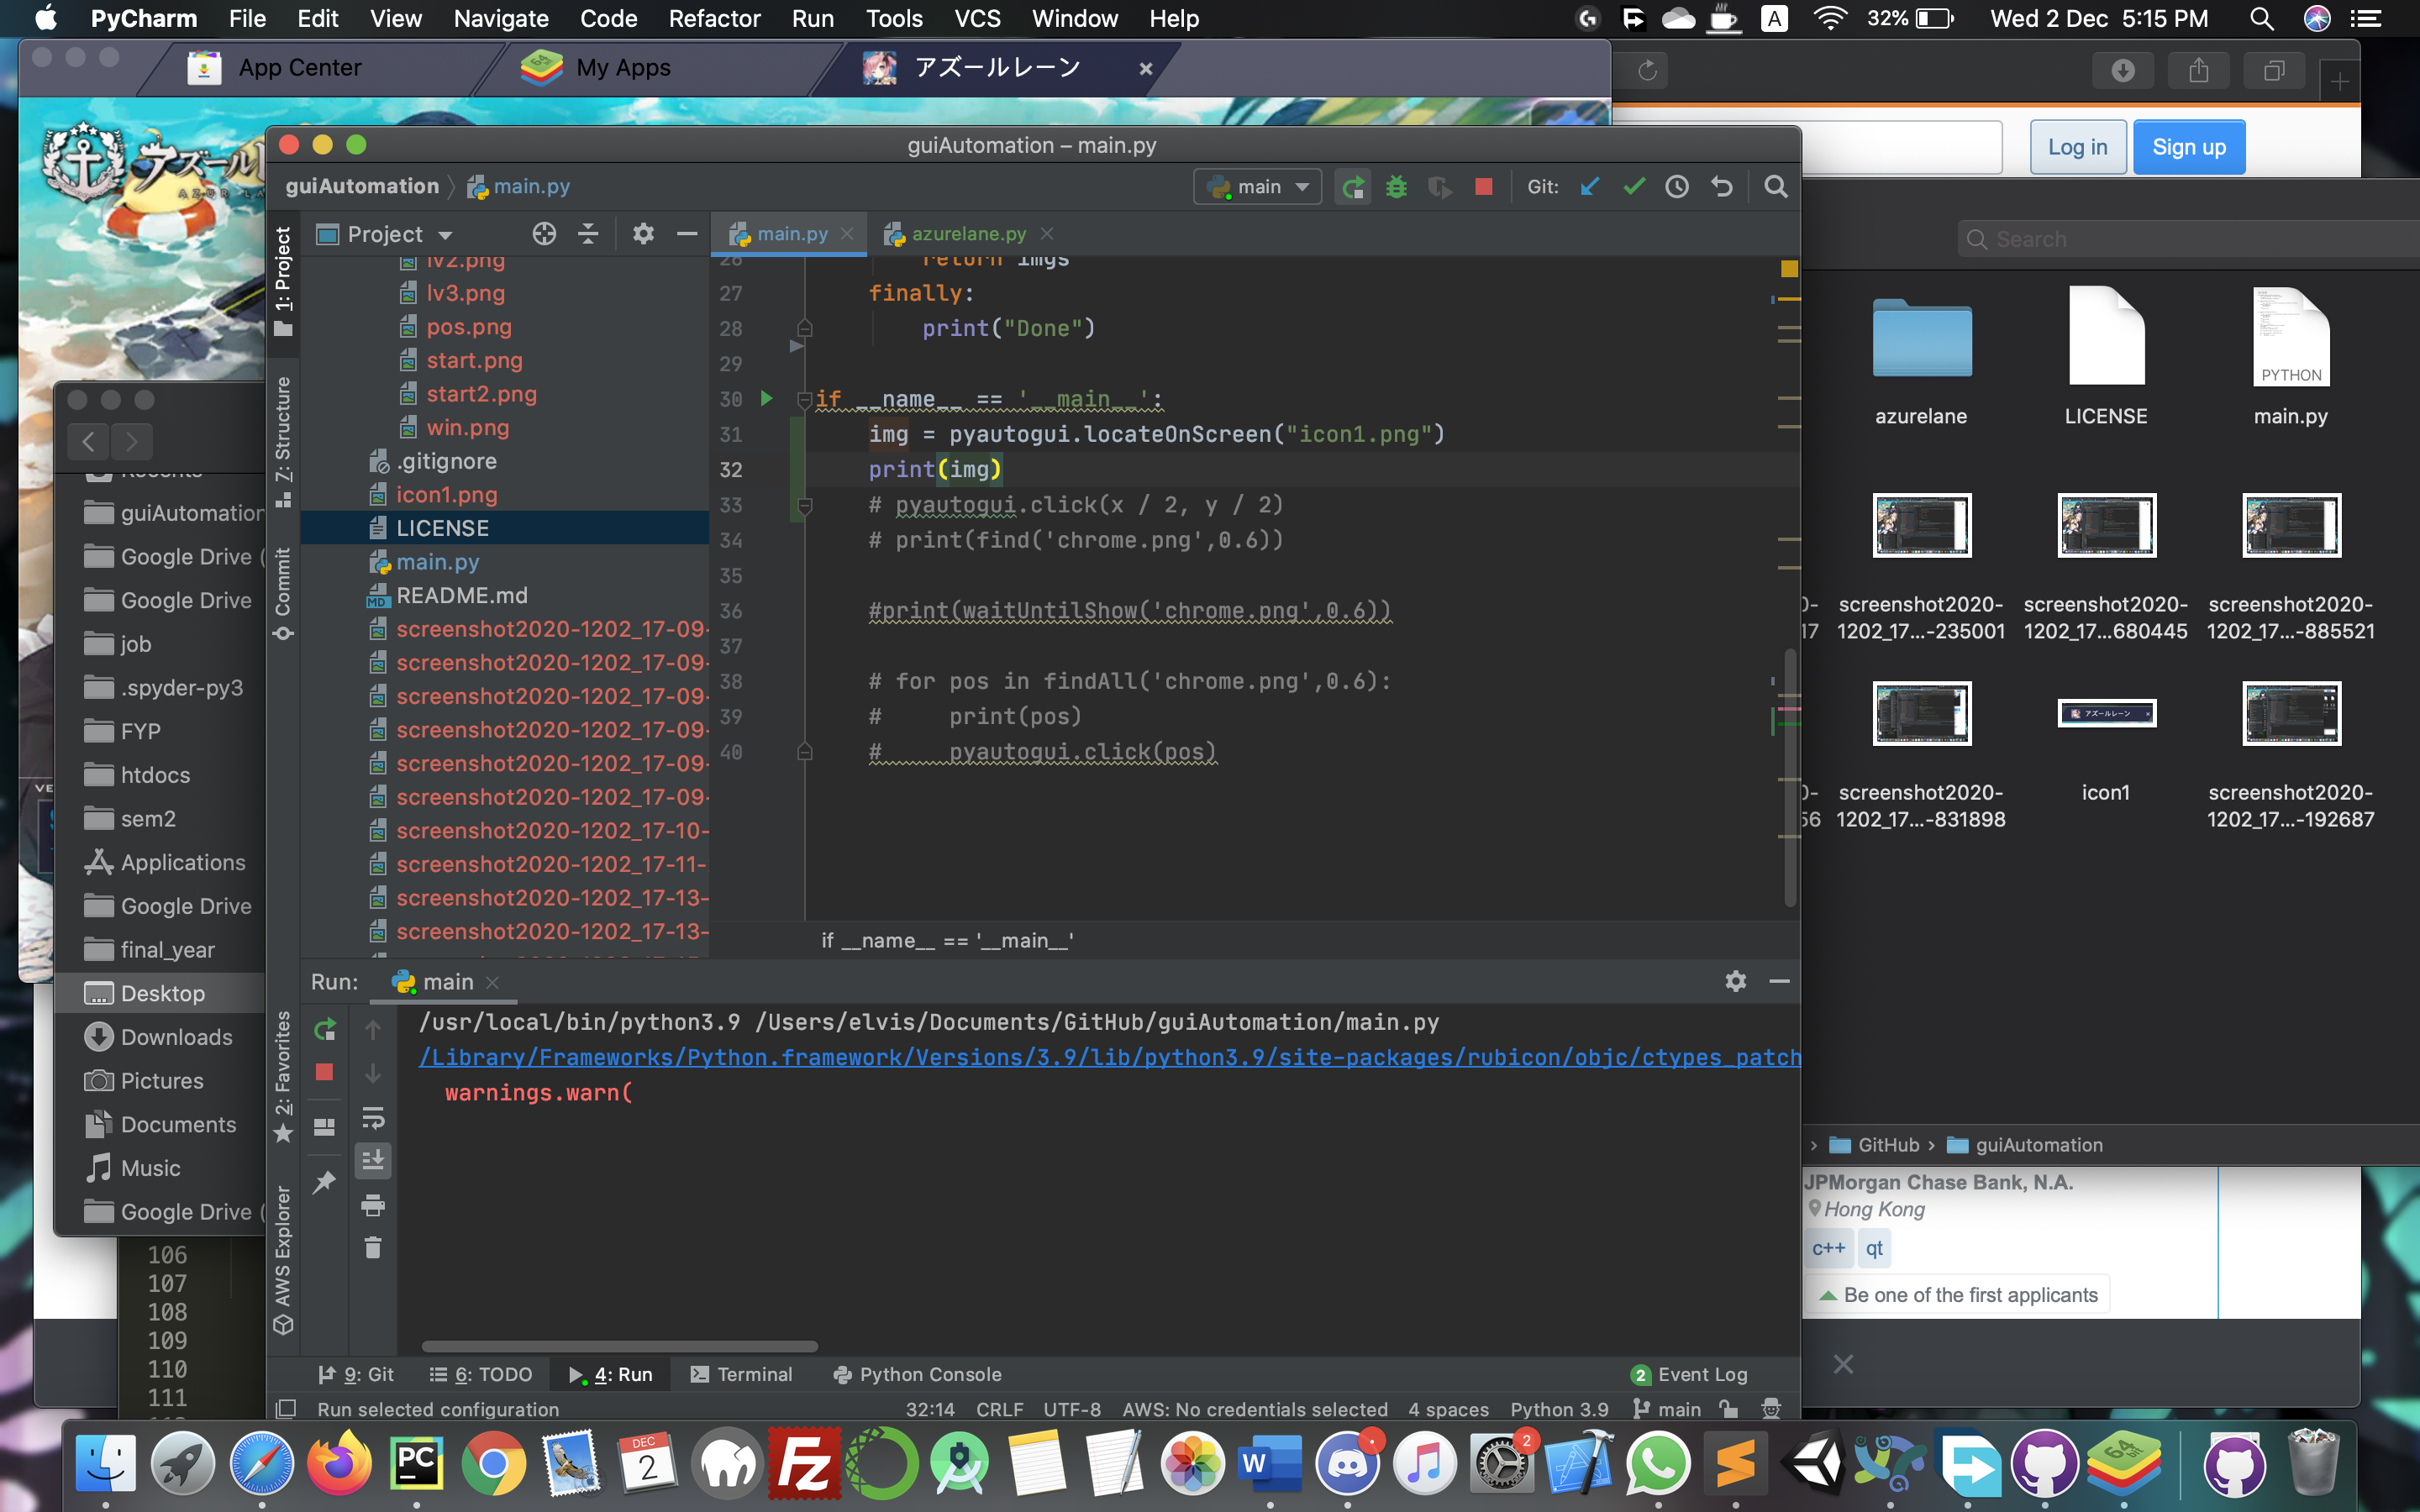 PyCharm File Edit View Navigate Code Refactor Run Tools VCS Window Help
A 32% Wed 2 Dec 5:15 PM
App Center My Apps アズールレーン
Log in Sign up
guiAutomation – main.py
guiAutomation main.py
main Git:
1: Project
Project
main.py azurelane.py
Search
lv2.png
lv3.png
pos.png
start.png
start2.png
win.png
.gitignore
icon1.png
LICENSE
main.py
README.md
screenshot2020-1202_17-09-
screenshot2020-1202_17-09-
screenshot2020-1202_17-09-
screenshot2020-1202_17-09-
screenshot2020-1202_17-09-
screenshot2020-1202_17-09-
screenshot2020-1202_17-10-
screenshot2020-1202_17-11-
screenshot2020-1202_17-13-
screenshot2020-1202_17-13-
26 return imgs
27 finally:
28 print("Done")
29
30 if __name__ == '__main__':
31 img = pyautogui.locateOnScreen("icon1.png")
32 print(img)
33 # pyautogui.click(x / 2, y / 2)
34 # print(find('chrome.png',0.6))
35
36 #print(waitUntilShow('chrome.png',0.6))
37
38 # for pos in findAll('chrome.png',0.6):
39 # print(pos)
40 # pyautogui.click(pos)
if __name__ == '__main__'
Z: Structure
Commit
2: Favorites
AWS Explorer
Recents
guiAutomation
Google Drive (
Google Drive
job
.spyder-py3
FYP
htdocs
sem2
Applications
Google Drive
final_year
Desktop
Downloads
Pictures
Documents
Music
Google Drive (
106
107
108
109
110
111
PYTHON
azurelane LICENSE main.py
screenshot2020-1202_17...-235001
screenshot2020-1202_17...680445
screenshot2020-1202_17...-885521
アズールレーン
screenshot2020-1202_17...-831898
icon1
screenshot2020-1202_17...-192687
GitHub guiAutomation
JPMorgan Chase Bank, N.A.
Hong Kong
c++ qt
Be one of the first applicants
Run: main
/usr/local/bin/python3.9 /Users/elvis/Documents/GitHub/guiAutomation/main.py
/Library/Frameworks/Python.framework/Versions/3.9/lib/python3.9/site-packages/rubicon/objc/ctypes_patch
warnings.warn(
9: Git 6: TODO 4: Run Terminal Python Console 2 Event Log
Run selected configuration 32:14 CRLF UTF-8 AWS: No credentials selected 4 spaces Python 3.9 main
PC DEC 2 Fz W 2 64 bit